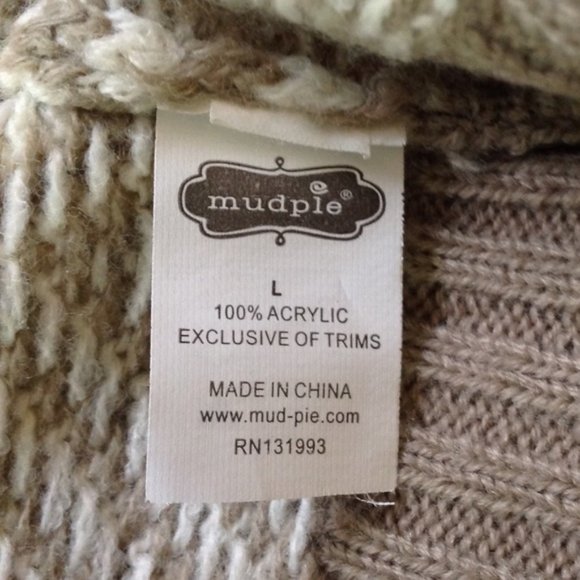 mudpie®
L
100% ACRYLIC
EXCLUSIVE OF TRIMS
MADE IN CHINA
www.mud-pie.com
RN131993